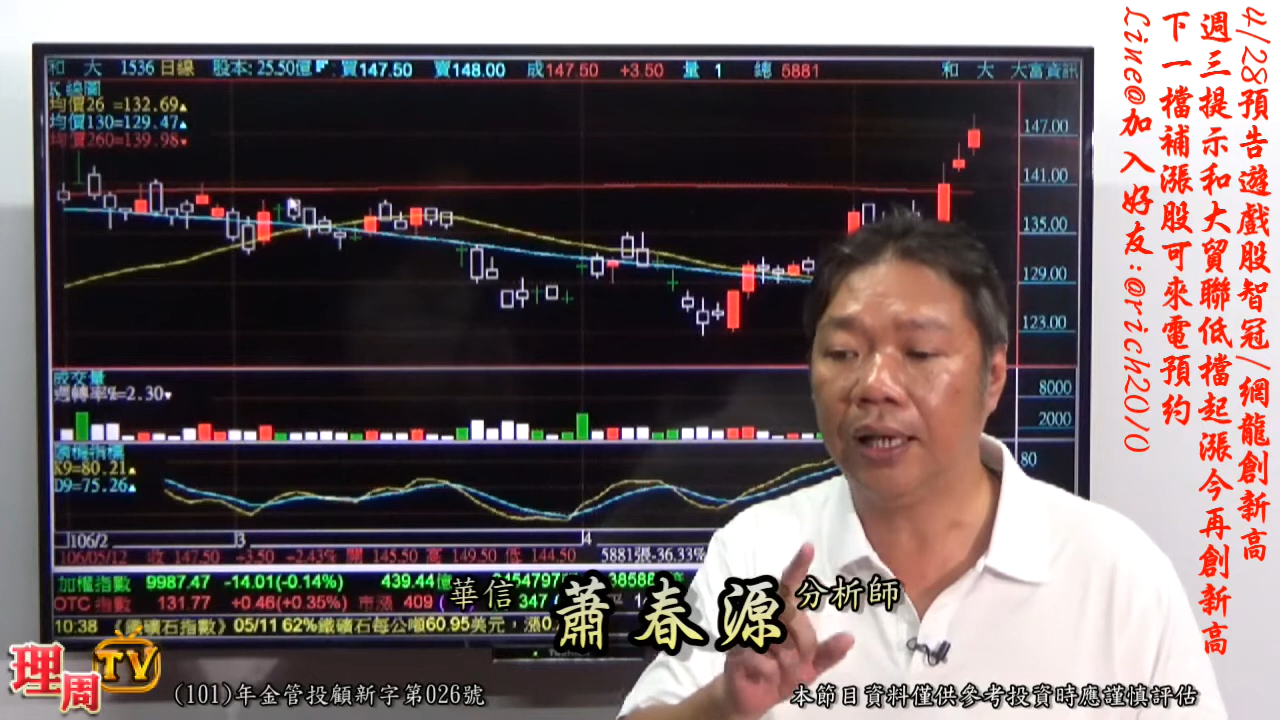 和 大 1536 日線 股本: 25.50億 買147.50 賣148.00 成147.50 +3.50 量 1 總 5881 和 大 大富資訊
K 線圖
均價26 =132.69▲
均價130=129.47▲
均價260=139.98▼
147.00
141.00
135.00
129.00
123.00
成交量
週轉率%=2.30▼
8000
2000
K9=80.21▲
D9=75.26▲
80
106/2 3 4
106/05/12 收 147.50 +3.50 +2.43% 開 145.50 高 149.50 低 144.50 5881張-36.33%
加權指數 9987.47 -14.01(-0.14%) 439.44億
OTC 指數 131.77 +0.46(+0.35%) 市漲 409 347
10:38 《鐵礦石指數》05/11 62%鐵礦石每公噸60.95美元，漲0.
華信 蕭春源 分析師
理周TV
(101)年金管投顧新字第026號
本節目資料僅供參考投資時應謹慎評估
4/28預告遊戲股智冠/網龍創新高
週三提示和大貿聯低檔起漲今再創新高
下一檔補漲股可來電預約
Line@加入好友:@rich2010